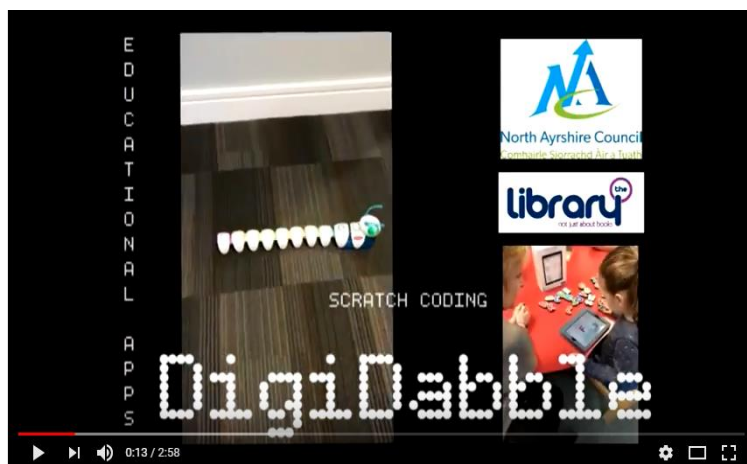 EDUCATIONAL APPS
North Ayrshire Council
Comhairle Siorrachd Àir a Tuath
the
library
not just about books
SCRATCH CODING
DigiDabble
0:13 / 2:58